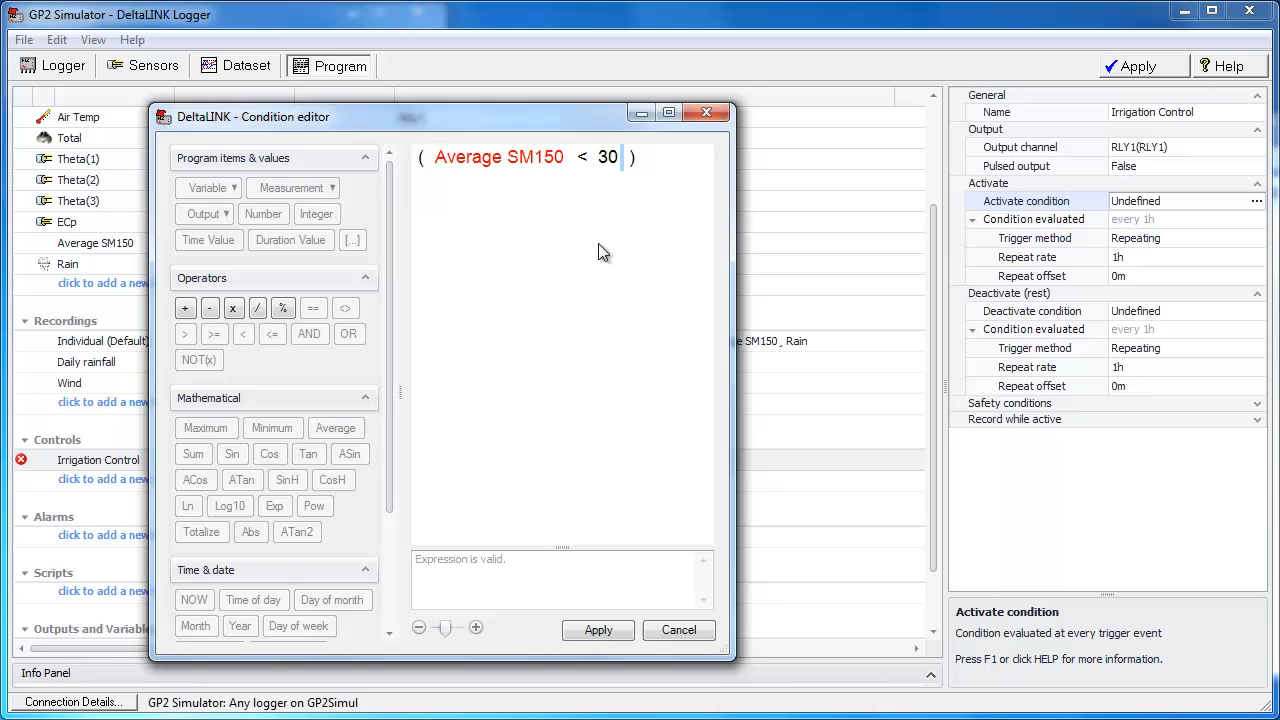 GP2 Simulator - DeltaLINK Logger
File Edit View Help
Logger Sensors Dataset Program Apply Help
Air Temp
Total
Theta(1)
Theta(2)
Theta(3)
ECp
Average SM150
Rain
click to add a new
Recordings
Individual (Default) e SM150 , Rain
Daily rainfall
Wind
click to add a new
Controls
Irrigation Control
click to add a new
Alarms
click to add a new
Scripts
click to add a new
Outputs and Variable
DeltaLINK - Condition editor
Program items & values
Variable Measurement
Output Number Integer
Time Value Duration Value [...]
Operators
+ - x / % == <>
> >= < <= AND OR
NOT(x)
Mathematical
Maximum Minimum Average
Sum Sin Cos Tan ASin
ACos ATan SinH CosH
Ln Log10 Exp Pow
Totalize Abs ATan2
Time & date
NOW Time of day Day of month
Month Year Day of week
( Average SM150 < 30 )
Expression is valid.
Apply Cancel
General
Name Irrigation Control
Output
Output channel RLY1(RLY1)
Pulsed output False
Activate
Activate condition Undefined ...
Condition evaluated every 1h
Trigger method Repeating
Repeat rate 1h
Repeat offset 0m
Deactivate (rest)
Deactivate condition Undefined
Condition evaluated every 1h
Trigger method Repeating
Repeat rate 1h
Repeat offset 0m
Safety conditions
Record while active
Activate condition
Condition evaluated at every trigger event
Press F1 or click HELP for more information.
Info Panel
Connection Details... GP2 Simulator: Any logger on GP2Simul